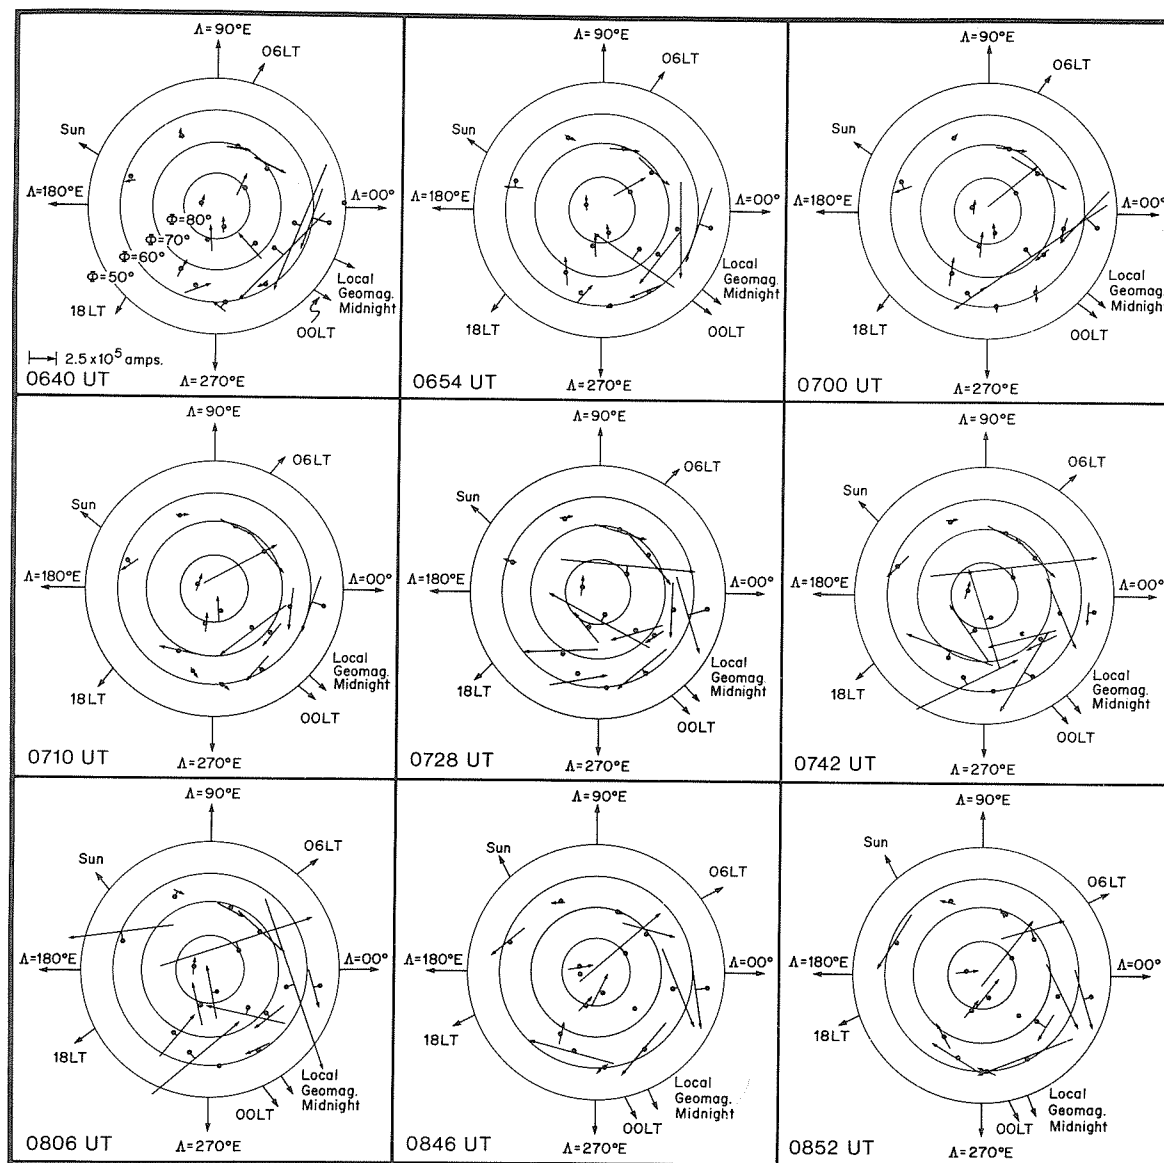 Λ=90°E
06LT
Sun
Λ=180°E
Λ=00°
Φ=80°
Φ=70°
Φ=60°
Φ=50°
Local
Geomag.
Midnight
18LT
00LT
2.5 x 10⁵ amps.
0640 UT
Λ=270°E
Λ=90°E
06LT
Sun
Λ=180°E
Λ=00°
Local
Geomag.
Midnight
18LT
00LT
0654 UT
Λ=270°E
Λ=90°E
06LT
Sun
Λ=180°E
Λ=00°
Local
Geomag.
Midnight
18LT
00LT
0700 UT
Λ=270°E
Λ=90°E
06LT
Sun
Λ=180°E
Λ=00°
Local
Geomag.
Midnight
18LT
00LT
0710 UT
Λ=270°E
Λ=90°E
06LT
Sun
Λ=180°E
Λ=00°
Local
Geomag.
Midnight
18LT
00LT
0728 UT
Λ=270°E
Λ=90°E
06LT
Sun
Λ=180°E
Λ=00°
Local
Geomag.
Midnight
18LT
00LT
0742 UT
Λ=270°E
Λ=90°E
06LT
Sun
Λ=180°E
Λ=00°
18LT
Local
Geomag.
Midnight
00LT
0806 UT
Λ=270°E
Λ=90°E
06LT
Sun
Λ=180°E
Λ=00°
18LT
Local
Geomag.
Midnight
00LT
0846 UT
Λ=270°E
Λ=90°E
06LT
Sun
Λ=180°E
Λ=00°
18LT
Local
Geomag.
Midnight
00LT
0852 UT
Λ=270°E